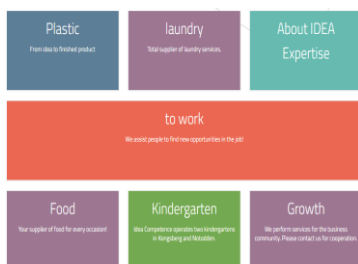 Plastic
From idea to finished product
laundry
Total supplier of laundry services.
About IDEA
Expertise
to work
We assist people to find new opportunities in the job!
Food
Your supplier of food for every occasion!
Kindergarten
Idea Competence operates two kindergartens
in Kongsberg and Notodden.
Growth
We perform services for the business
community. Please contact us for cooperation.